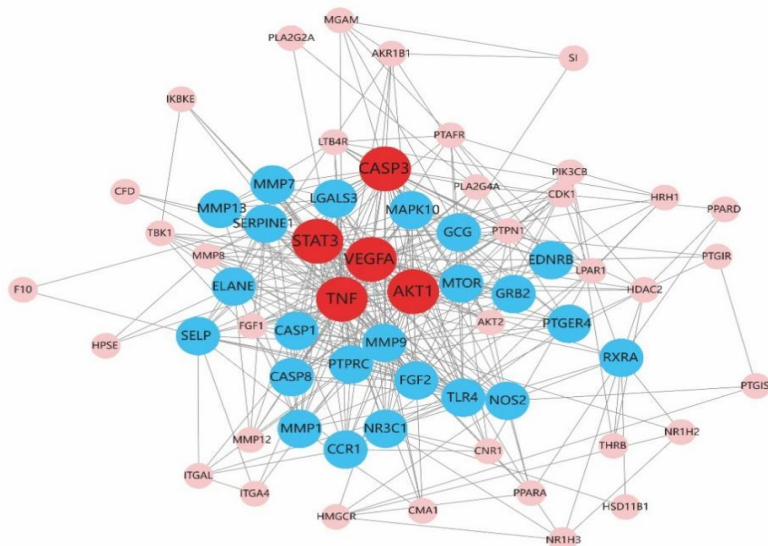 MGAM
PLA2G2A
AKR1B1
SI
IKBKE
LTB4R
PTAFR
CASP3
PIK3CB
MMP7
LGALS3
PLA2G4A
CDK1
HRH1
CFD
MMP13
MAPK10
PPARD
SERPINE1
TBK1
GCG
PTPN1
STAT3
MMP8
VEGFA
EDNRB
PTGIR
LPAR1
F10
ELANE
TNF
AKT1
MTOR
GRB2
HDAC2
FGF1
AKT2
PTGER4
HPSE
SELP
CASP1
MMP9
RXRA
CASP8
PTPRC
FGF2
TLR4
NOS2
PTGIS
MMP1
NR3C1
NR1H2
MMP12
CCR1
CNR1
THRB
ITGAL
ITGA4
PPARA
HSD11B1
HMGCR
CMA1
NR1H3